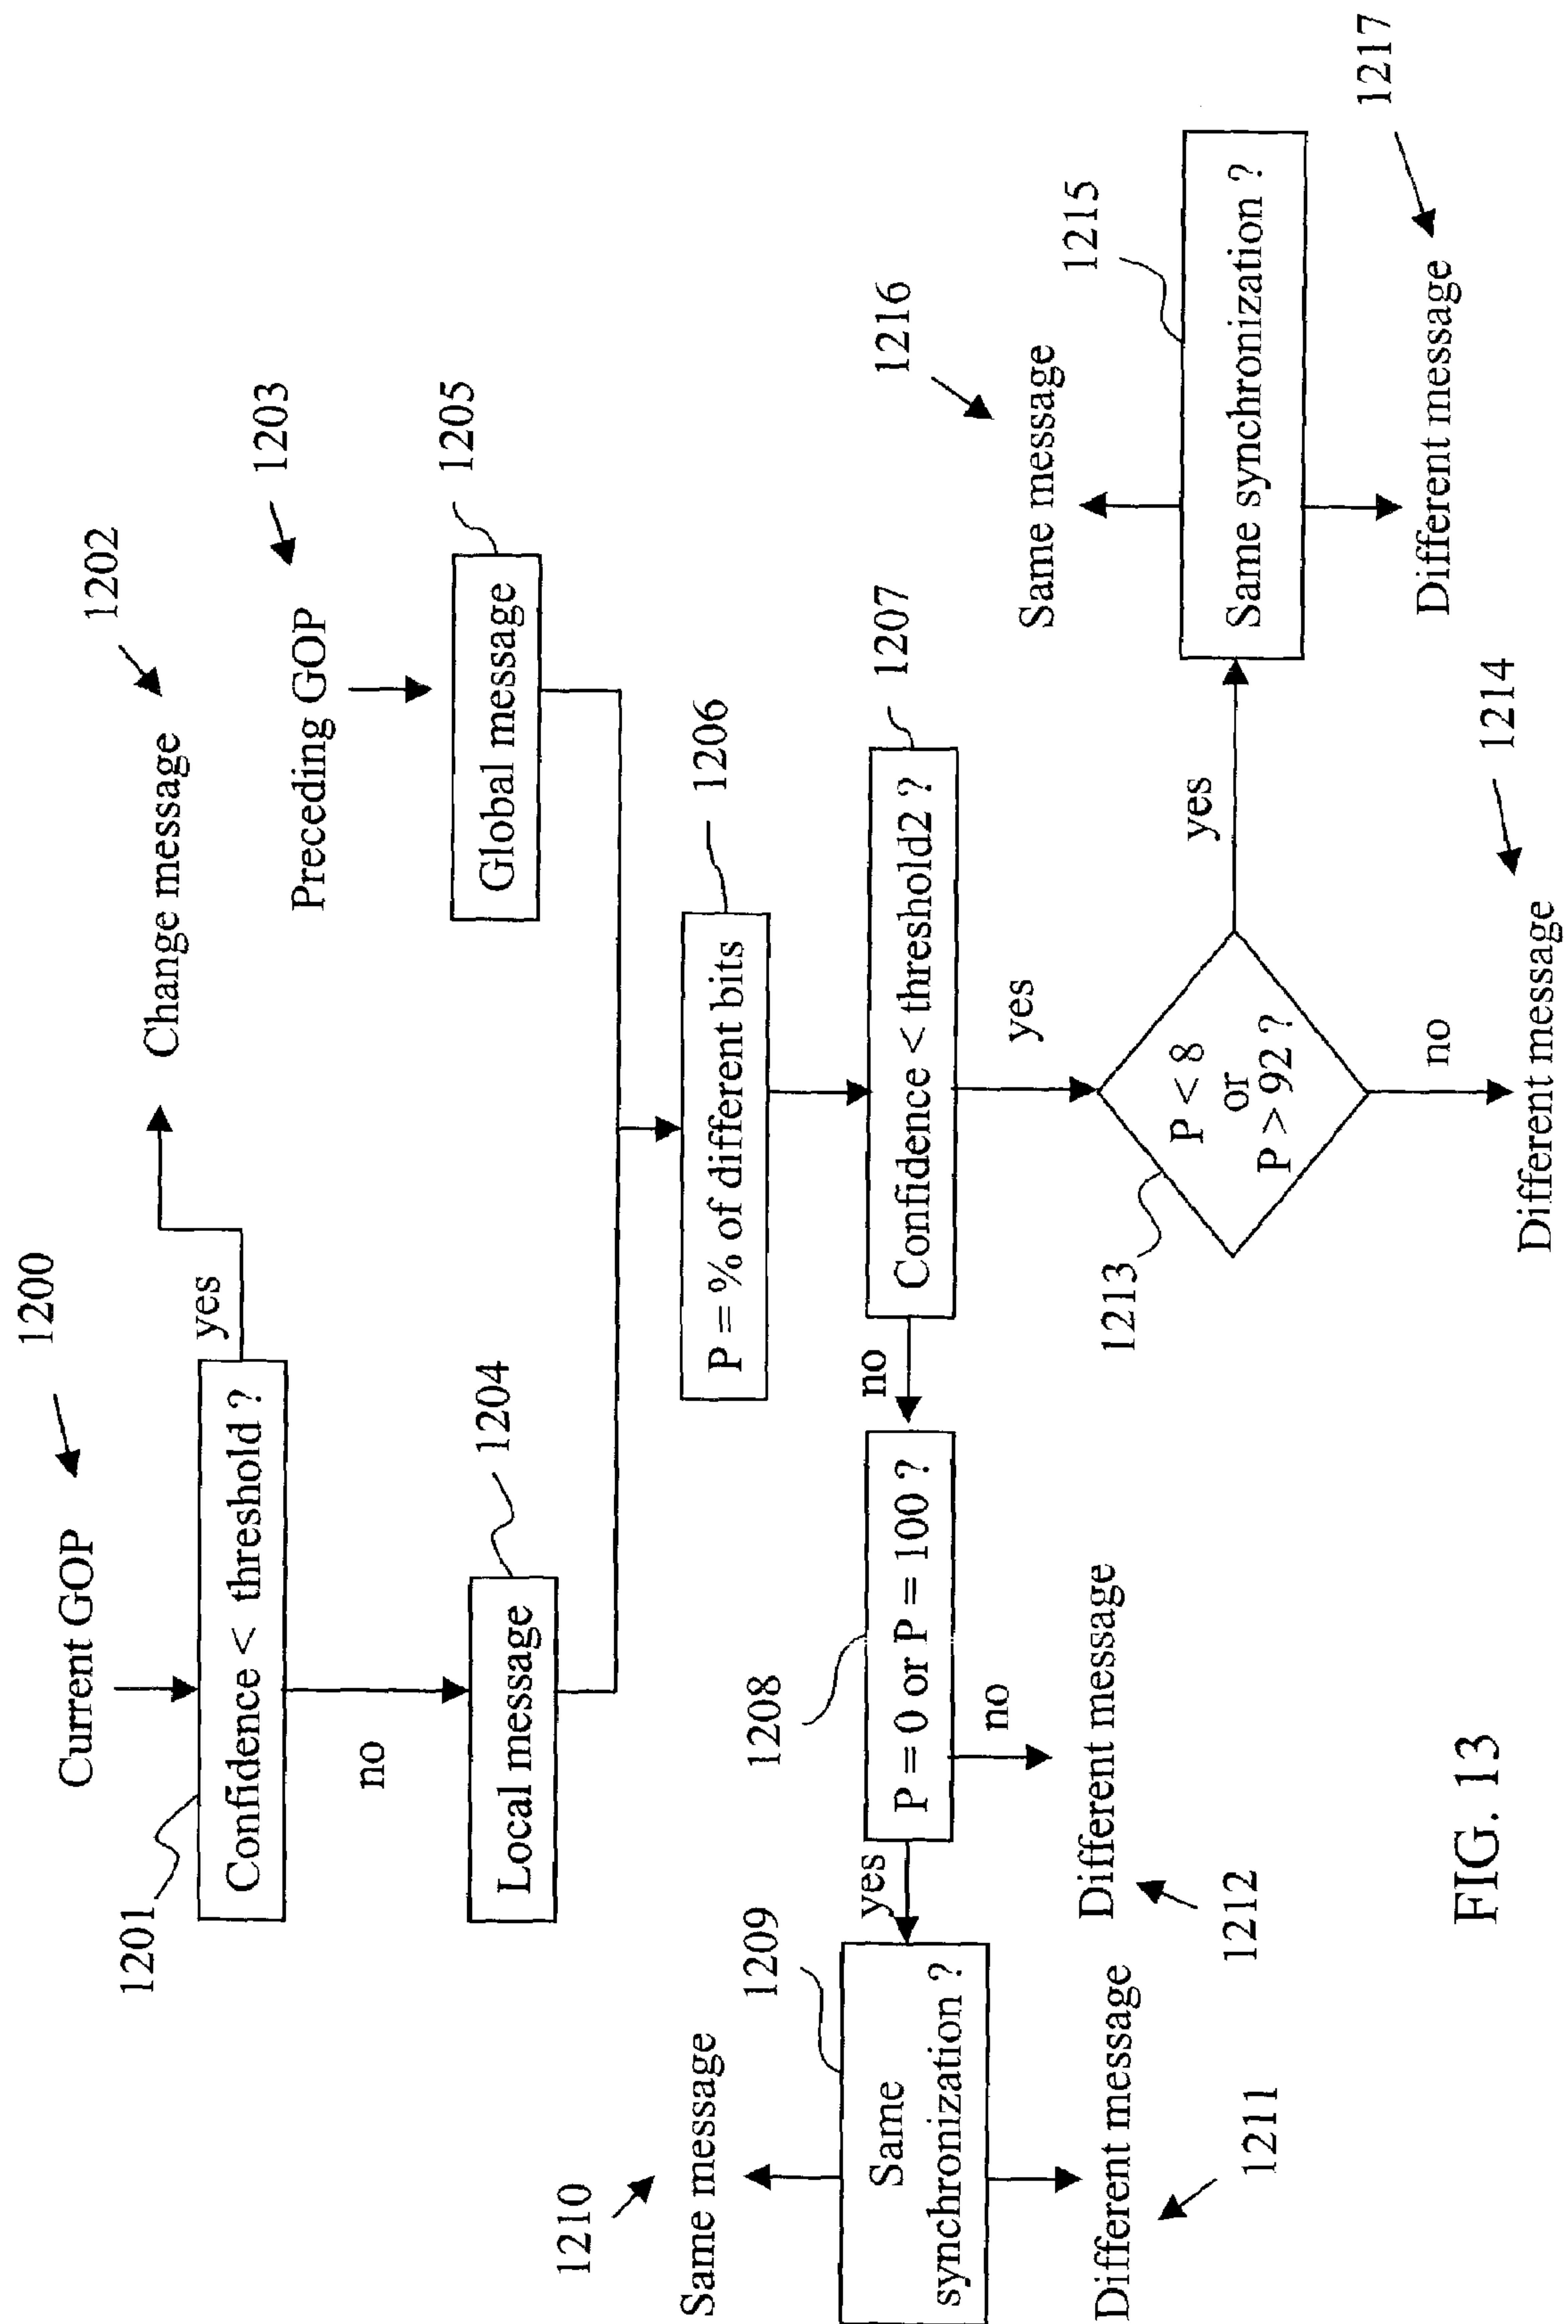 Current GOP
1200
1201
Confidence < threshold ?
yes
Change message
1202
no
Preceding GOP
1203
Local message
1204
Global message
1205
P = % of different bits
1206
Confidence < threshold2 ?
1207
no
yes
1208
P = 0 or P = 100 ?
yes
no
1209
Same
synchronization ?
1210
Same message
Different message
1211
Different message
1212
1213
P < 8
or
P > 92 ?
yes
no
Different message
1214
1215
Same synchronization ?
Same message
1216
Different message
1217
FIG. 13